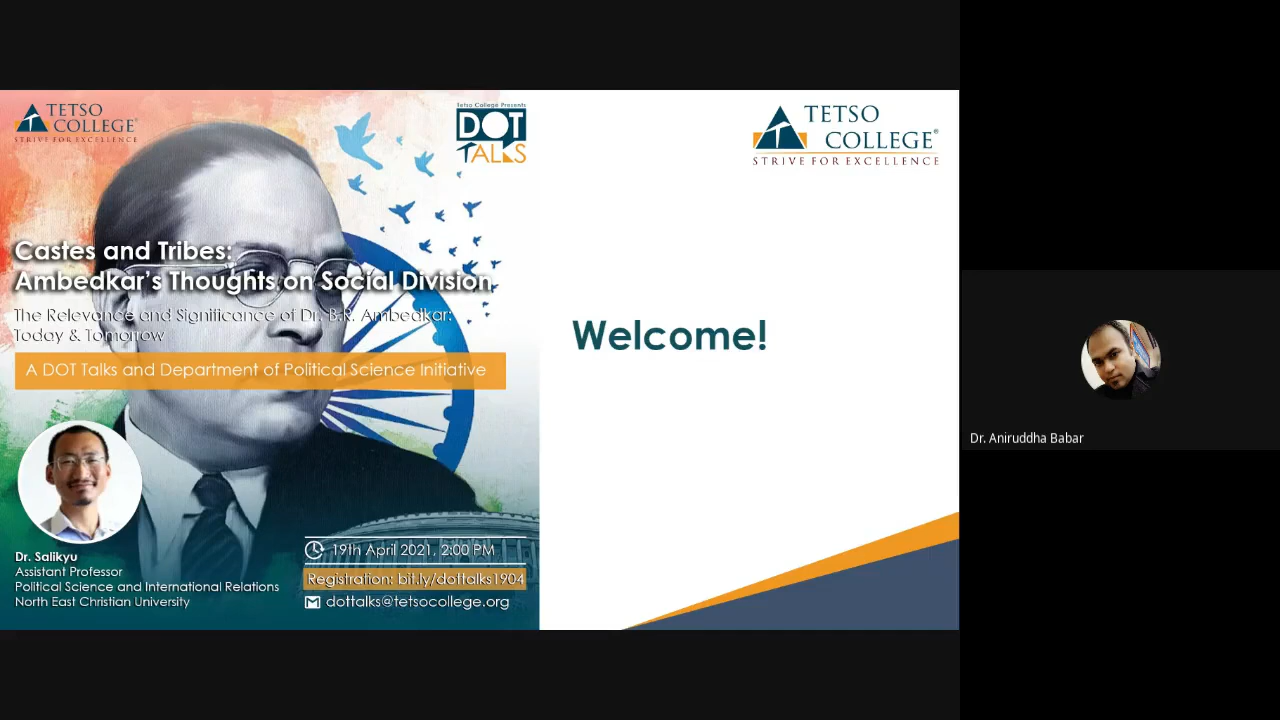 TETSO
COLLEGE
STRIVE FOR EXCELLENCE
Tetso College Presents
DOT
TALKS
Castes and Tribes:
Ambedkar's Thoughts on Social Division
The Relevance and Significance of Dr. B.R. Ambedkar:
Today & Tomorrow
A DOT Talks and Department of Political Science Initiative
Dr. Salikyu
Assistant Professor
Political Science and International Relations
North East Christian University
19th April 2021, 2:00 PM
Registration: bit.ly/dottalks1904
dottalks@tetsocollege.org
TETSO
COLLEGE®
STRIVE FOR EXCELLENCE
Welcome!
Dr. Aniruddha Babar